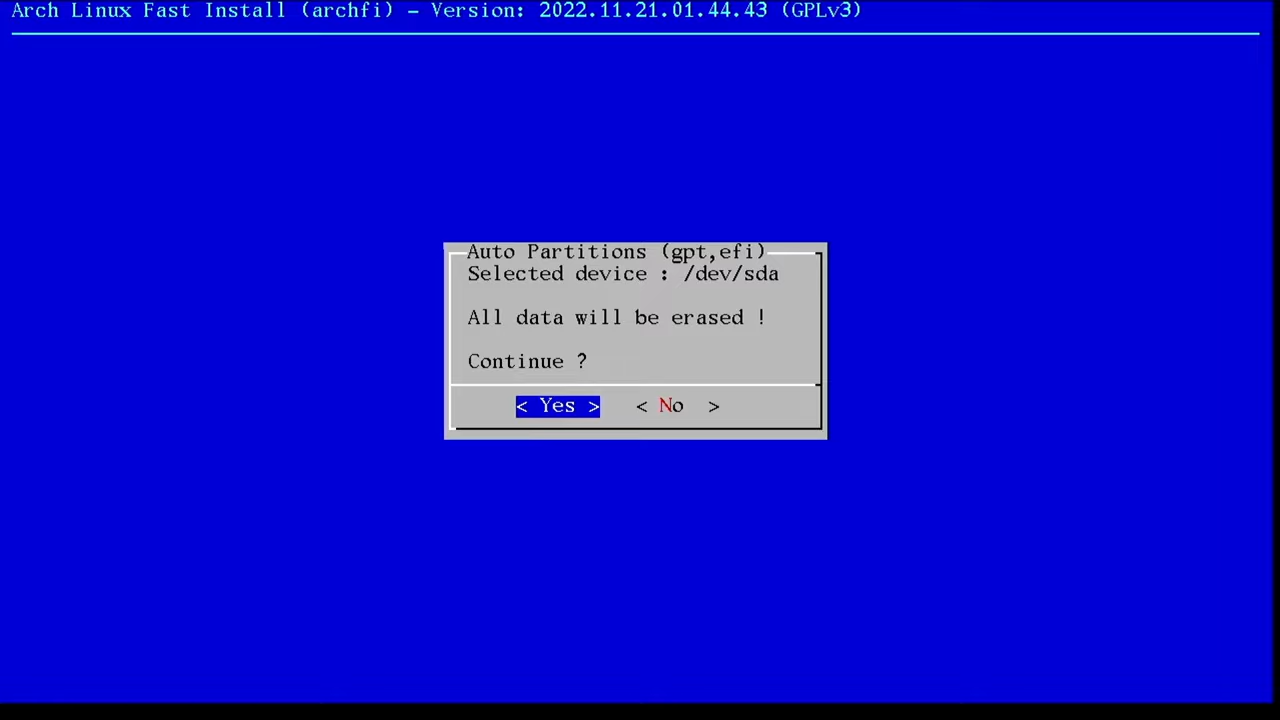 Arch Linux Fast Install (archfi) – Version: 2022.11.21.01.44.43 (GPLv3)
Auto Partitions (gpt,efi)
Selected device : /dev/sda
All data will be erased !
Continue ?
< Yes > < No >